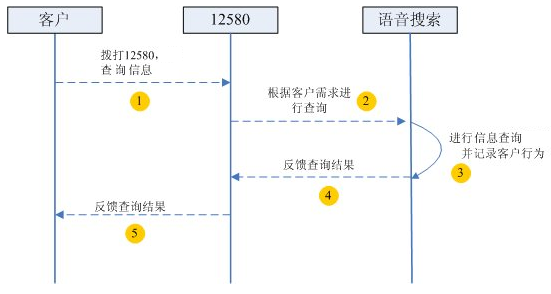 客户
12580
语音搜索
拨打12580,
查询信息
1
根据客户需求进
行查询
2
进行信息查询
并记录客户行为
3
反馈查询结果
4
反馈查询结果
5